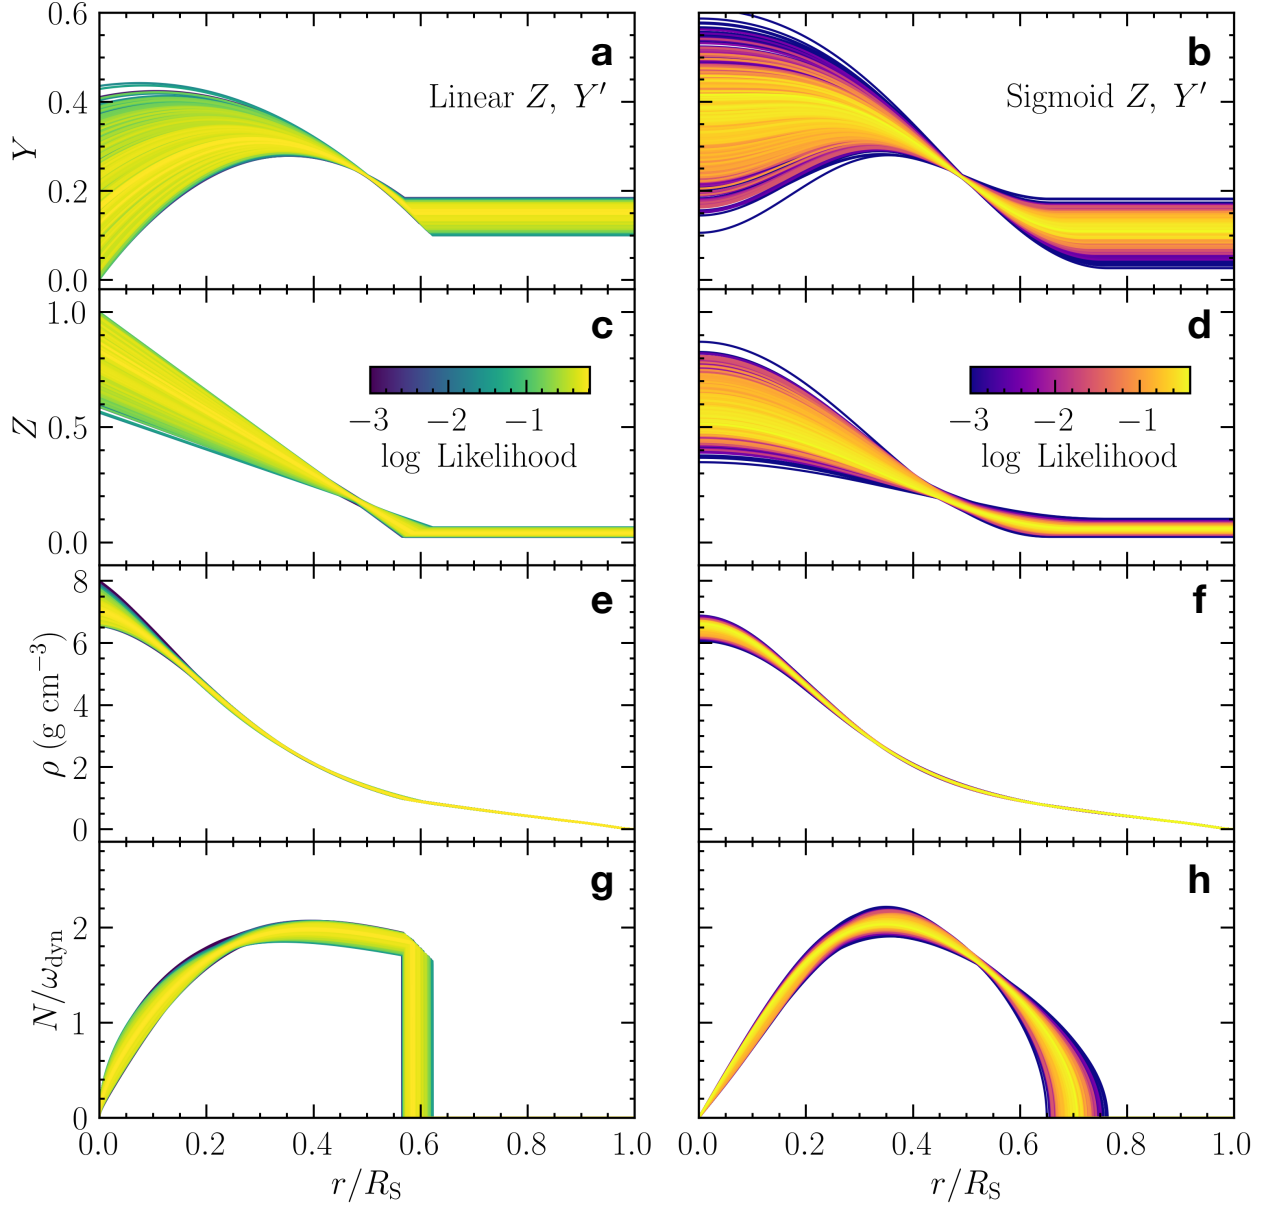 0.6
0.4
0.2
0.0
Y
a
Linear Z, Y′
b
Sigmoid Z, Y′
1.0
0.5
0.0
Z
c
−3 −2 −1
log Likelihood
d
−3 −2 −1
log Likelihood
8
6
4
2
0
ρ (g cm⁻³)
e
f
2
1
0
N/ω_dyn
g
h
0.0 0.2 0.4 0.6 0.8 1.0
r/R_S
0.0 0.2 0.4 0.6 0.8 1.0
r/R_S